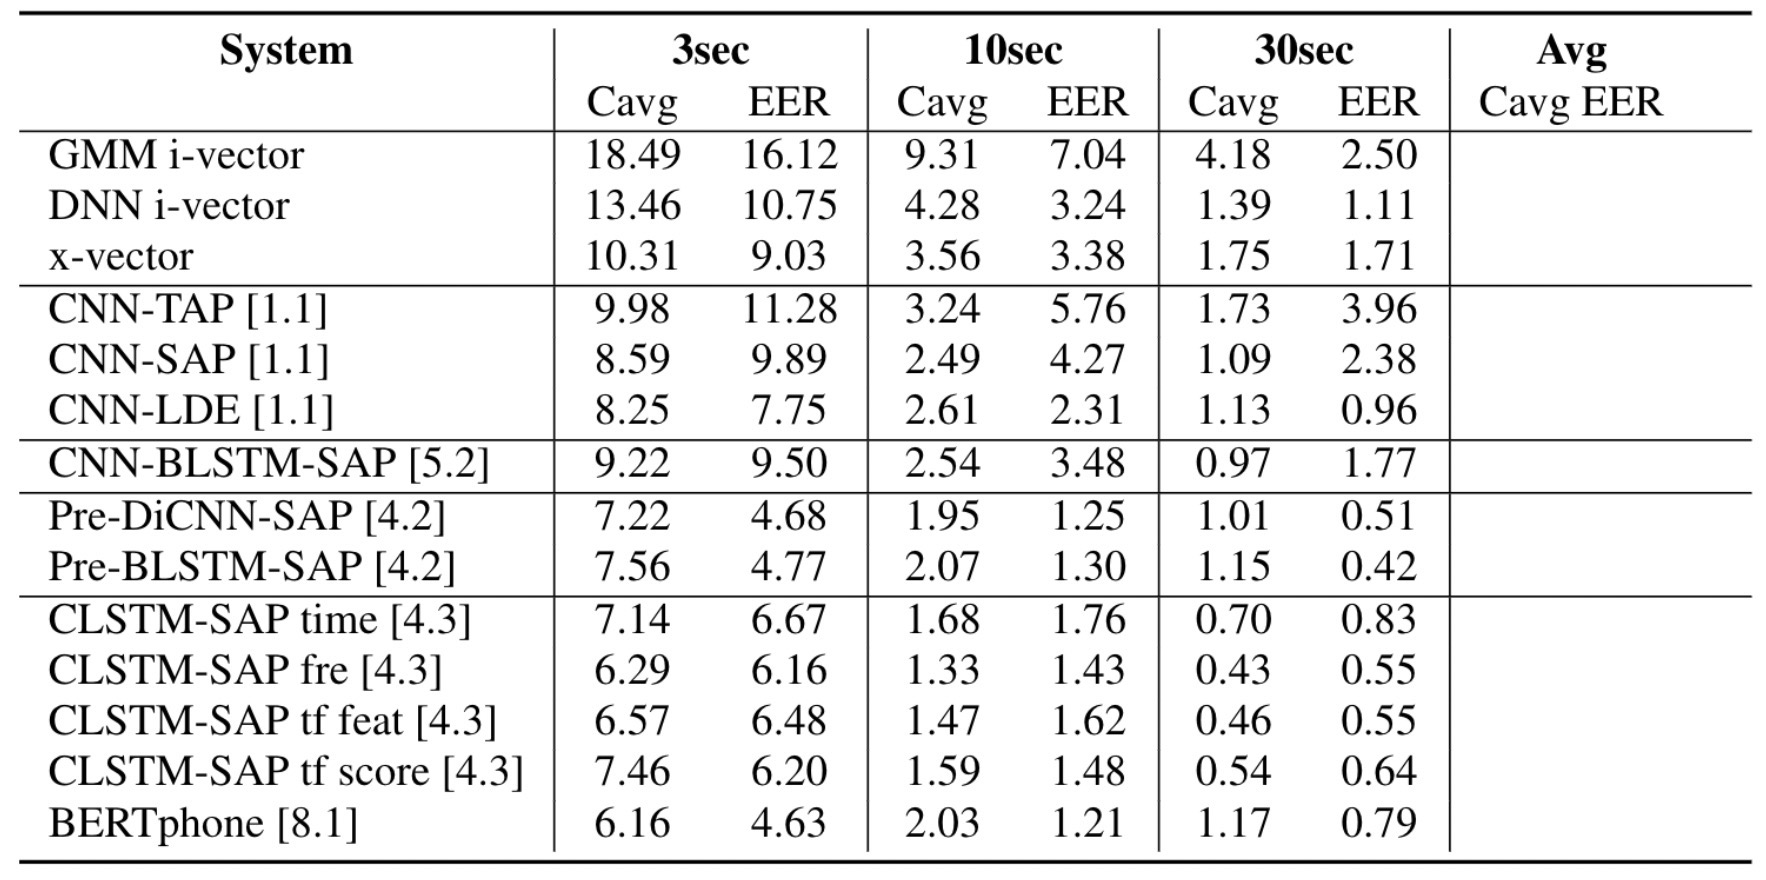 System 3sec 10sec 30sec Avg
Cavg EER Cavg EER Cavg EER Cavg EER
GMM i-vector 18.49 16.12 9.31 7.04 4.18 2.50
DNN i-vector 13.46 10.75 4.28 3.24 1.39 1.11
x-vector 10.31 9.03 3.56 3.38 1.75 1.71
CNN-TAP [1.1] 9.98 11.28 3.24 5.76 1.73 3.96
CNN-SAP [1.1] 8.59 9.89 2.49 4.27 1.09 2.38
CNN-LDE [1.1] 8.25 7.75 2.61 2.31 1.13 0.96
CNN-BLSTM-SAP [5.2] 9.22 9.50 2.54 3.48 0.97 1.77
Pre-DiCNN-SAP [4.2] 7.22 4.68 1.95 1.25 1.01 0.51
Pre-BLSTM-SAP [4.2] 7.56 4.77 2.07 1.30 1.15 0.42
CLSTM-SAP time [4.3] 7.14 6.67 1.68 1.76 0.70 0.83
CLSTM-SAP fre [4.3] 6.29 6.16 1.33 1.43 0.43 0.55
CLSTM-SAP tf feat [4.3] 6.57 6.48 1.47 1.62 0.46 0.55
CLSTM-SAP tf score [4.3] 7.46 6.20 1.59 1.48 0.54 0.64
BERTphone [8.1] 6.16 4.63 2.03 1.21 1.17 0.79